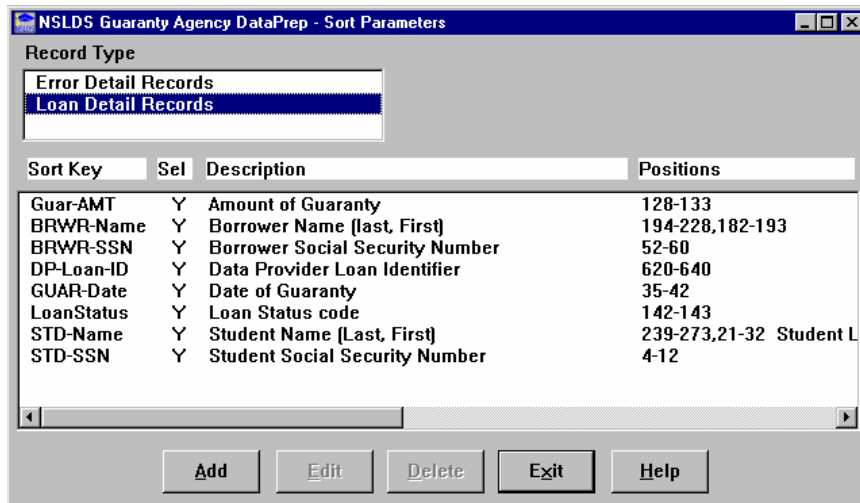 NSLDS Guaranty Agency DataPrep - Sort Parameters
Record Type
Error Detail Records
Loan Detail Records
Sort Key Sel Description Positions
Guar-AMT Y Amount of Guaranty 128-133
BRWR-Name Y Borrower Name (last, First) 194-228,182-193
BRWR-SSN Y Borrower Social Security Number 52-60
DP-Loan-ID Y Data Provider Loan Identifier 620-640
GUAR-Date Y Date of Guaranty 35-42
LoanStatus Y Loan Status code 142-143
STD-Name Y Student Name (Last, First) 239-273,21-32 Student L
STD-SSN Y Student Social Security Number 4-12
Add Edit Delete Exit Help